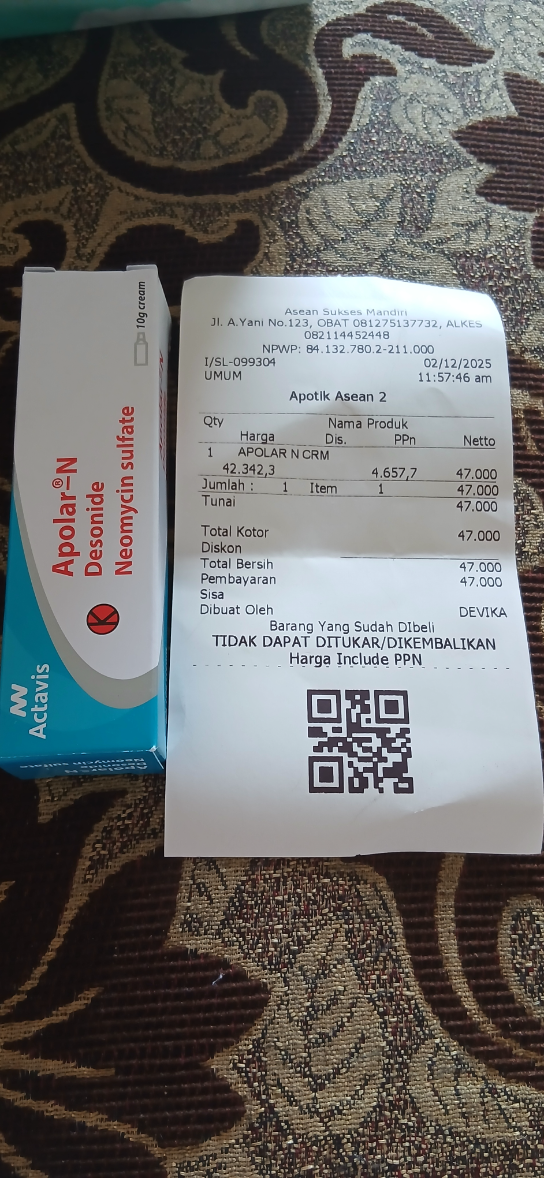 10g cream
Apolar®-N
Desonide
Neomycin sulfate
K
Actavis
Apolar-N
Desonide
Neomycin sulfate
Asean Sukses Mandiri
Jl. A.Yani No.123, OBAT 081275137732, ALKES
082114452448
NPWP: 84.132.780.2-211.000
I/SL-099304 02/12/2025
UMUM 11:57:46 am
Apotik Asean 2
Qty Nama Produk
Harga Dis. PPn Netto
1 APOLAR N CRM
42.342,3 4.657,7 47.000
Jumlah : 1 Item 1 47.000
Tunai 47.000
Total Kotor 47.000
Diskon
Total Bersih 47.000
Pembayaran 47.000
Sisa
Dibuat Oleh DEVIKA
Barang Yang Sudah DIbeli
TIDAK DAPAT DITUKAR/DIKEMBALIKAN
Harga Include PPN